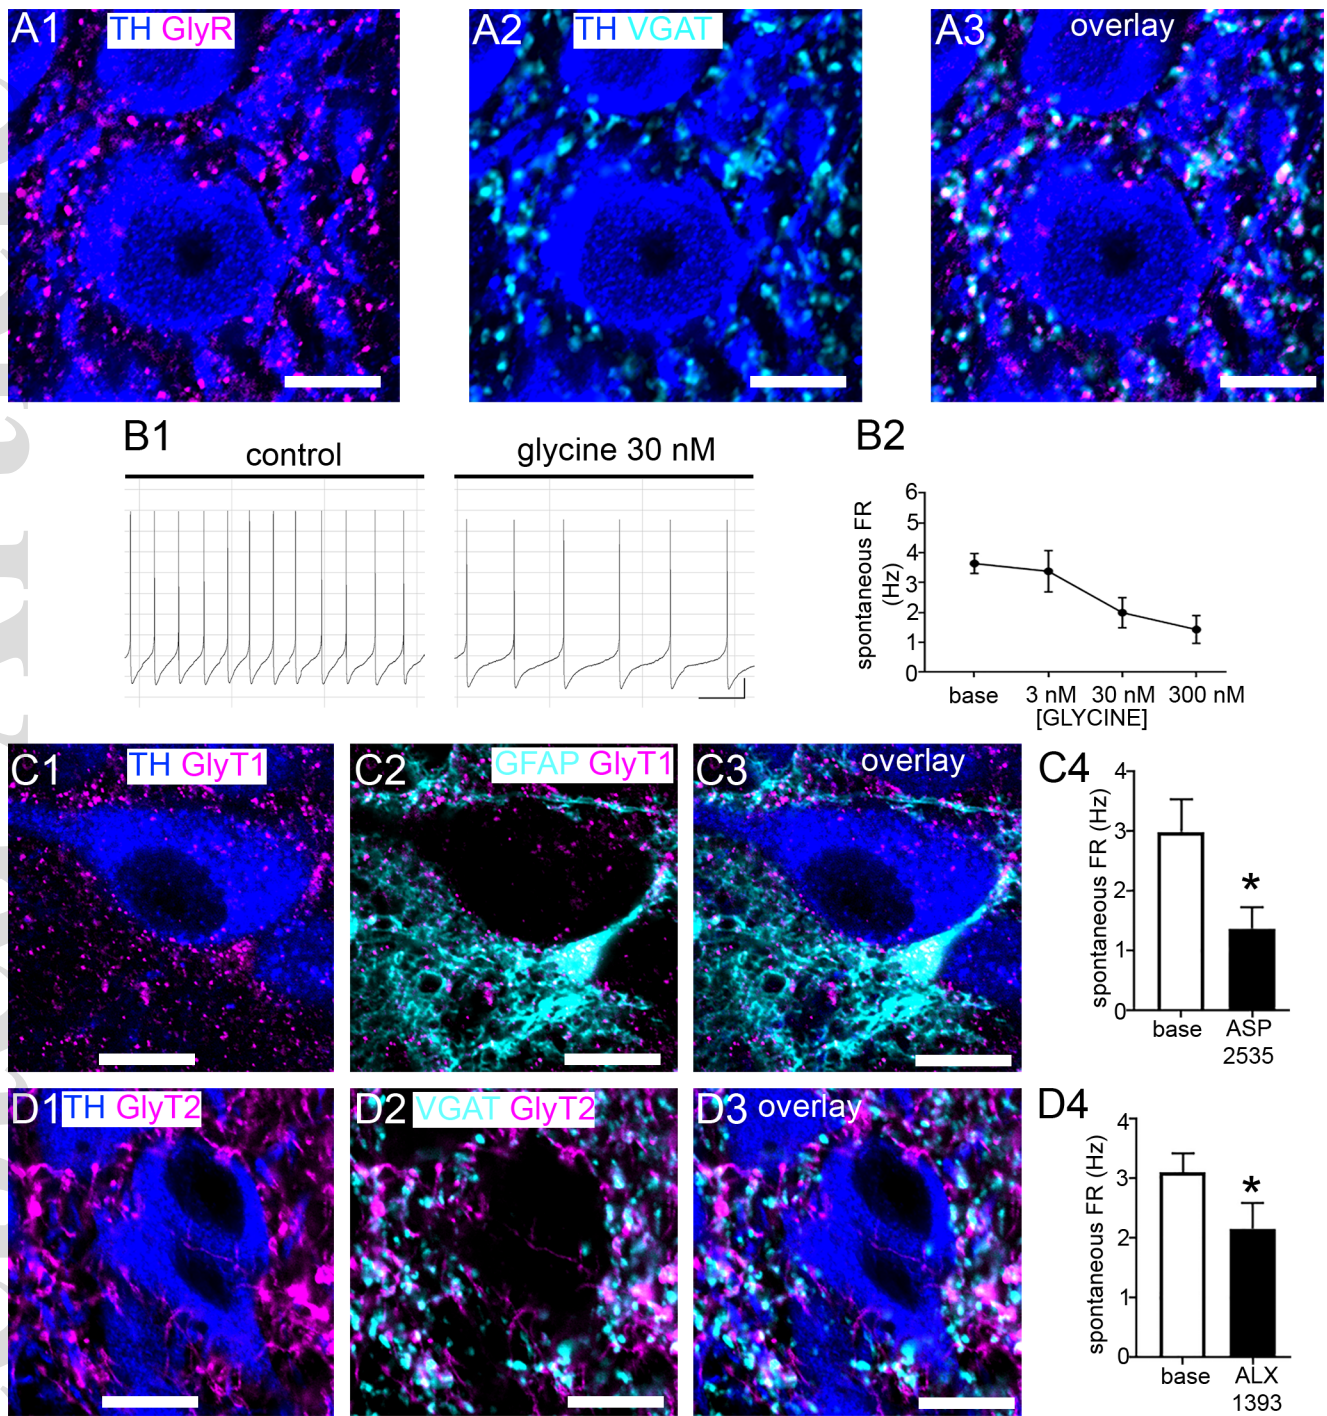 A1 TH GlyR
A2 TH VGAT
A3 overlay
B1
control
glycine 30 nM
B2
spontaneous FR
(Hz)
6
5
4
3
2
1
0
base 3 nM 30 nM 300 nM
[GLYCINE]
C1 TH GlyT1
C2 GFAP GlyT1
C3 overlay
C4
spontaneous FR (Hz)
4
3
2
1
0
*
base ASP
2535
D1 TH GlyT2
D2 VGAT GlyT2
D3 overlay
D4
spontaneous FR (Hz)
4
3
2
1
0
*
base ALX
1393